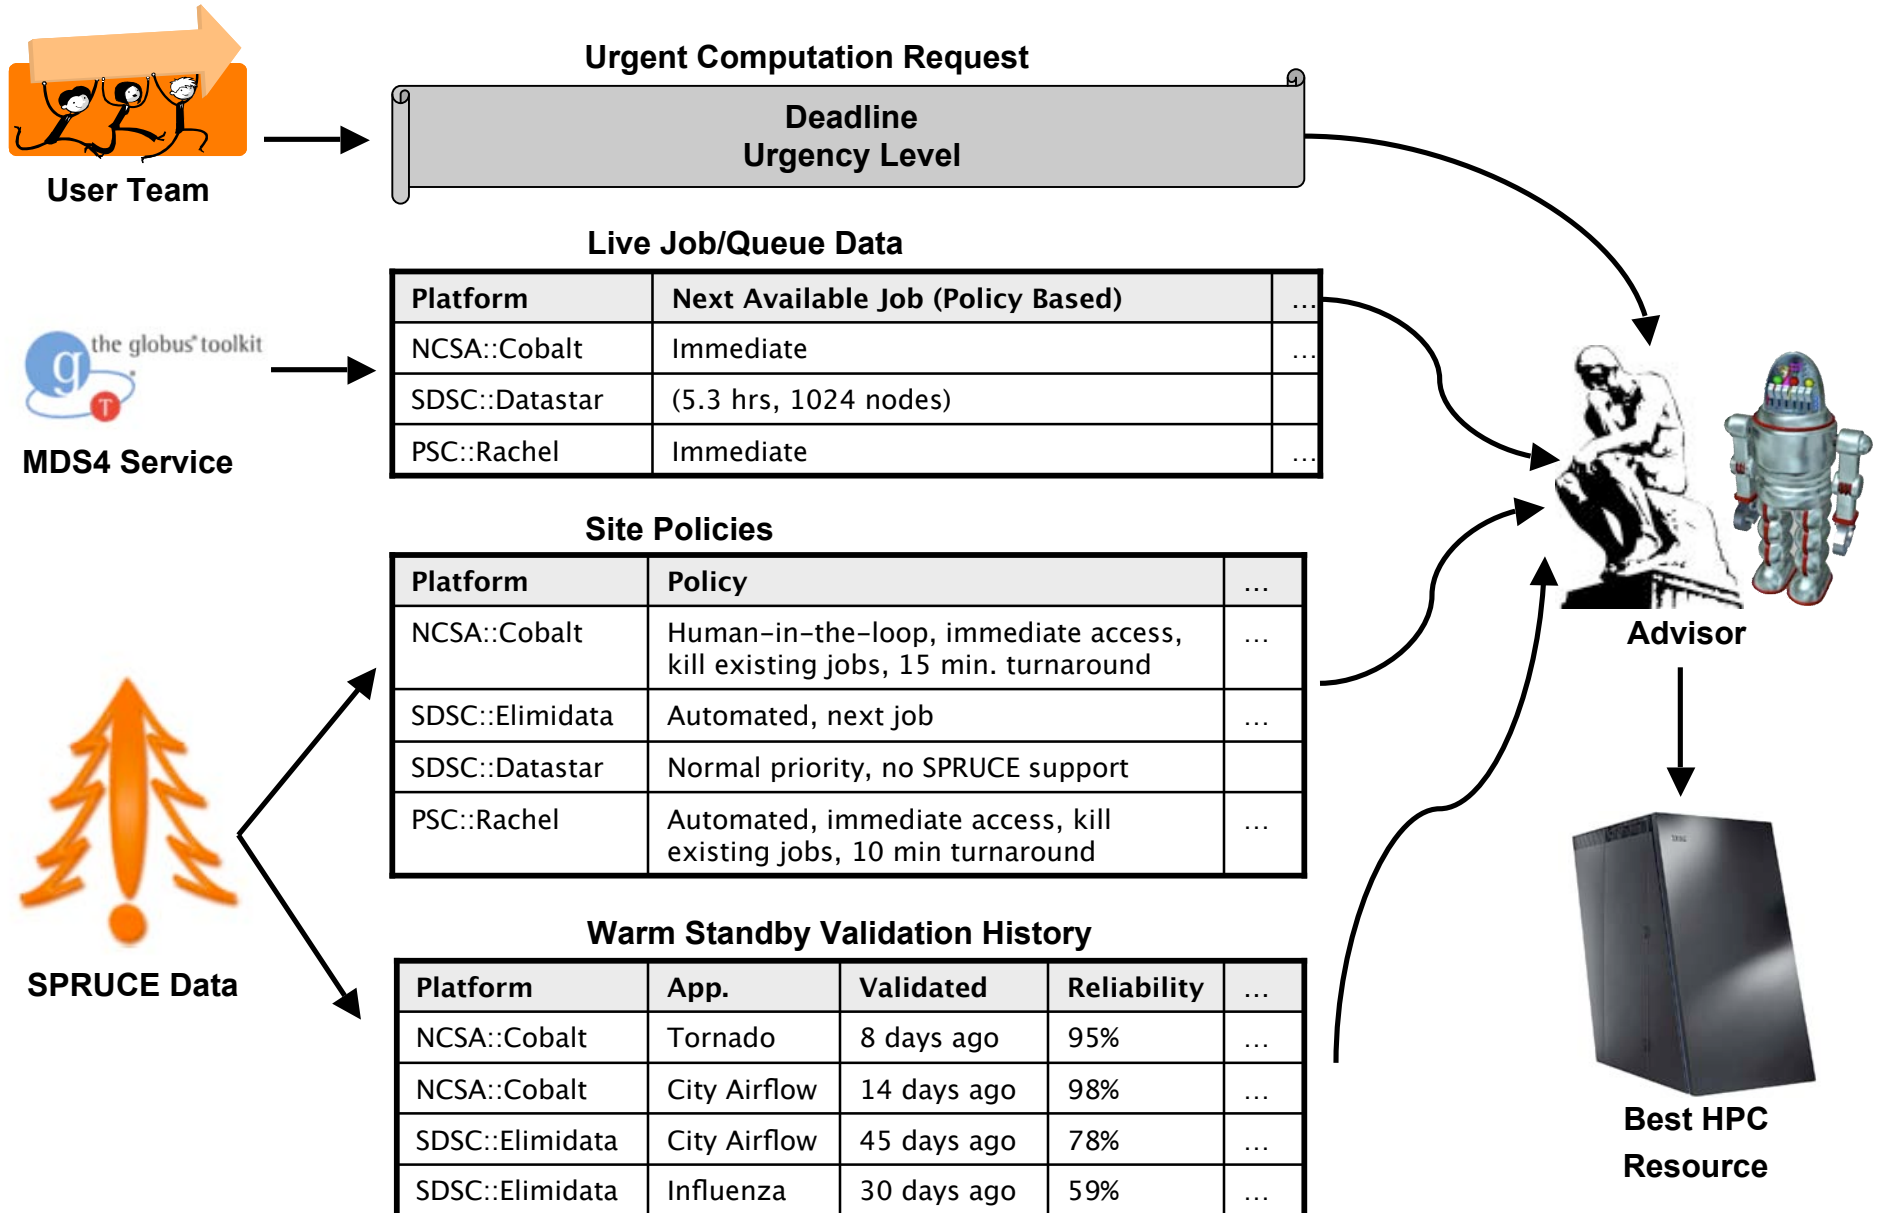 Urgent Computation Request
Deadline
Urgency Level
User Team
Live Job/Queue Data
Platform Next Available Job (Policy Based) ...
NCSA::Cobalt Immediate ...
SDSC::Datastar (5.3 hrs, 1024 nodes)
PSC::Rachel Immediate ...
the globus® toolkit
g
T
MDS4 Service
Site Policies
Platform Policy ...
NCSA::Cobalt Human-in-the-loop, immediate access, ...
kill existing jobs, 15 min. turnaround
SDSC::Elimidata Automated, next job ...
SDSC::Datastar Normal priority, no SPRUCE support
PSC::Rachel Automated, immediate access, kill ...
existing jobs, 10 min turnaround
SPRUCE Data
Warm Standby Validation History
Platform App. Validated Reliability ...
NCSA::Cobalt Tornado 8 days ago 95% ...
NCSA::Cobalt City Airflow 14 days ago 98% ...
SDSC::Elimidata City Airflow 45 days ago 78% ...
SDSC::Elimidata Influenza 30 days ago 59% ...
Advisor
Best HPC
Resource